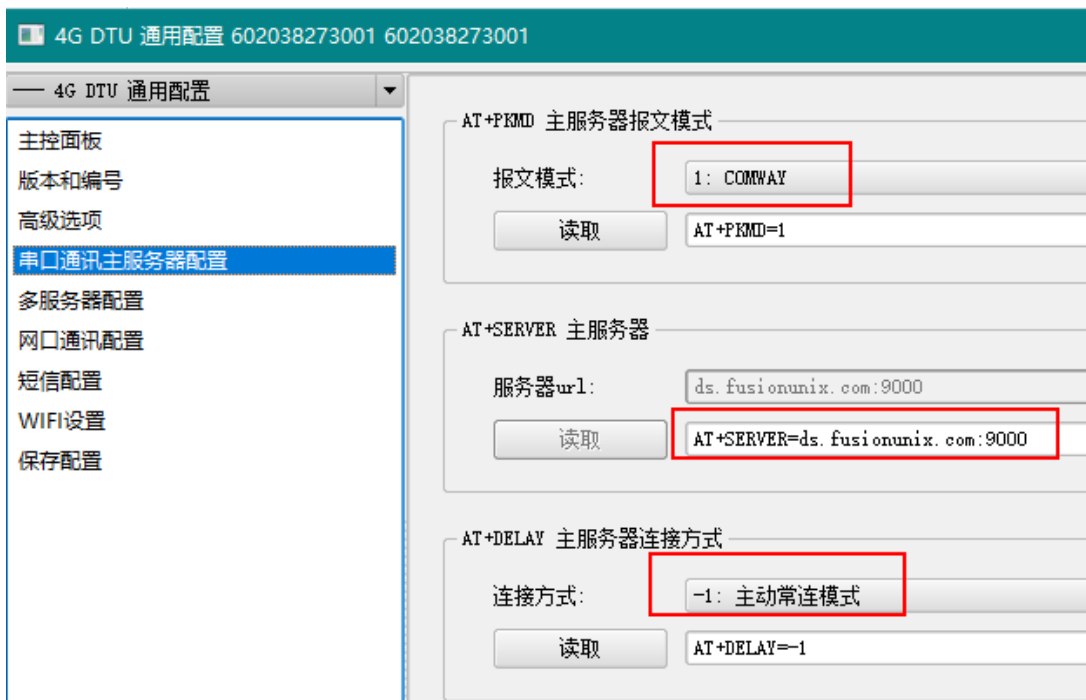 4G DTU 通用配置 602038273001 602038273001
4G DTU 通用配置
主控面板
版本和编号
高级选项
串口通讯主服务器配置
多服务器配置
网口通讯配置
短信配置
WIFI设置
保存配置
AT+PKMD 主服务器报文模式
报文模式:
1: COMWAY
读取
AT+PKMD=1
AT+SERVER 主服务器
服务器url:
ds.fusionunix.com:9000
读取
AT+SERVER=ds.fusionunix.com:9000
AT+DELAY 主服务器连接方式
连接方式:
-1: 主动常连模式
读取
AT+DELAY=-1